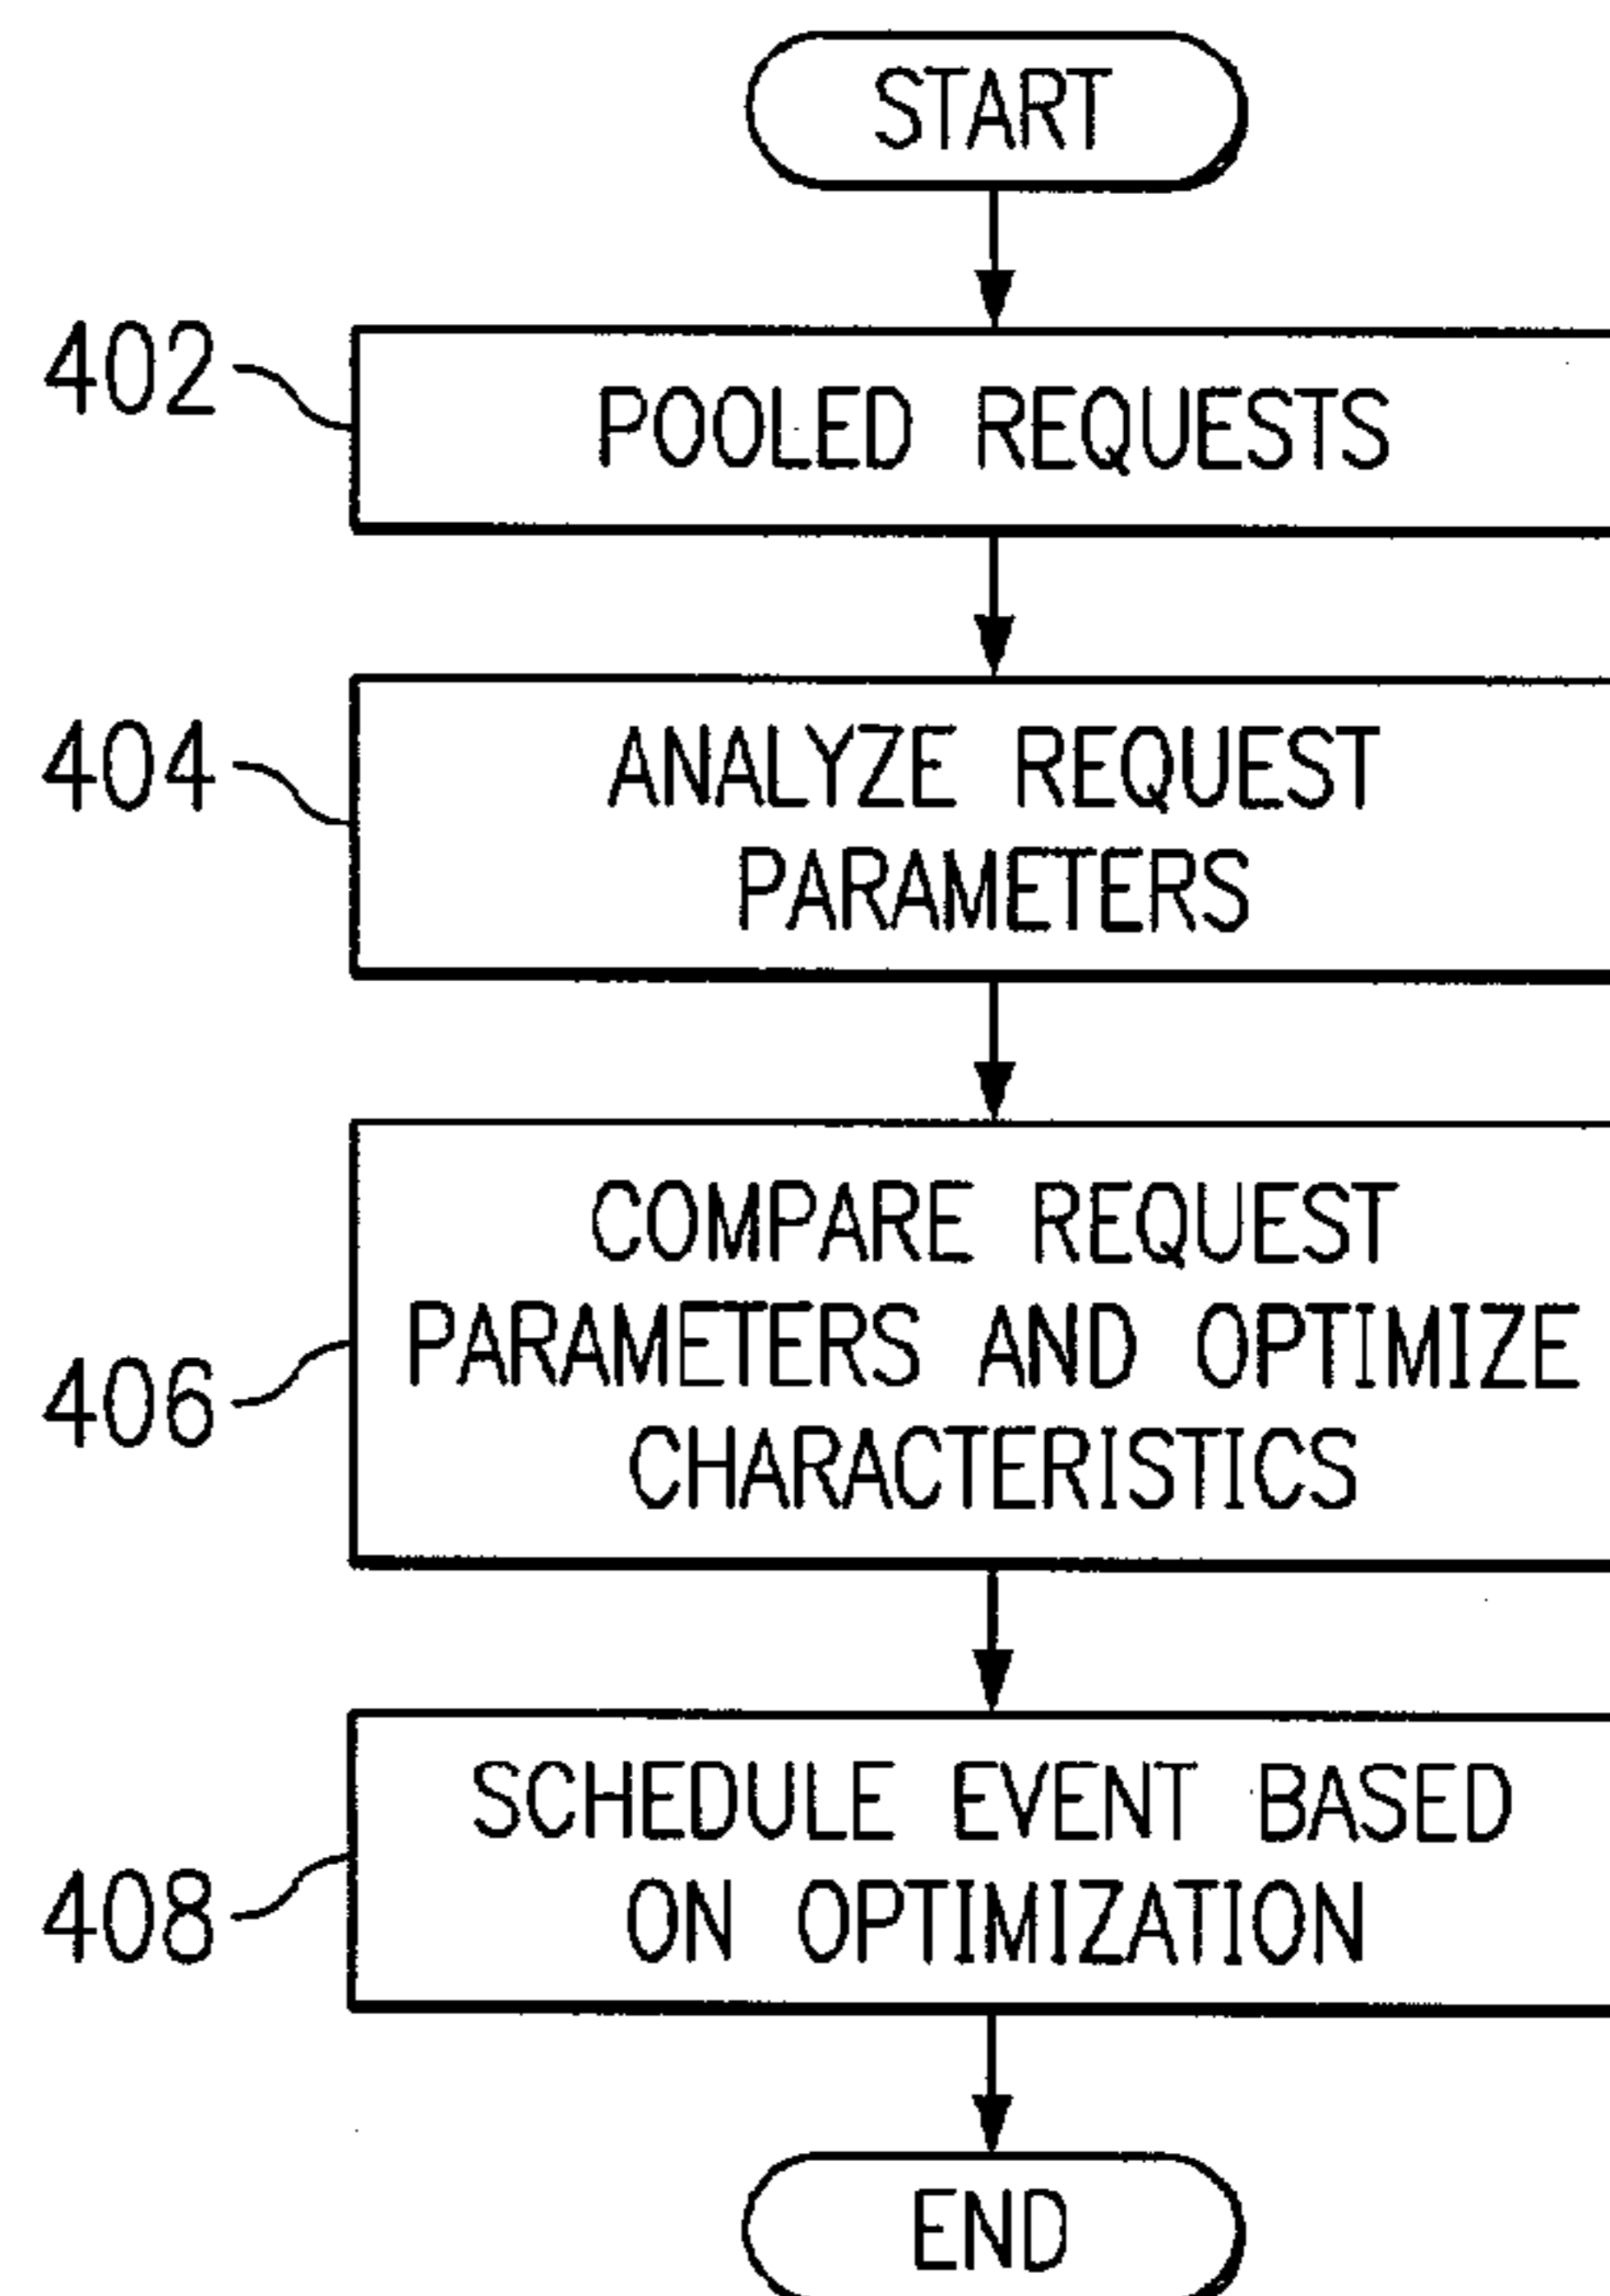 START
402
POOLED REQUESTS
404
ANALYZE REQUEST
PARAMETERS
COMPARE REQUEST
PARAMETERS AND OPTIMIZE
406
CHARACTERISTICS
SCHEDULE EVENT BASED
408
ON OPTIMIZATION
END